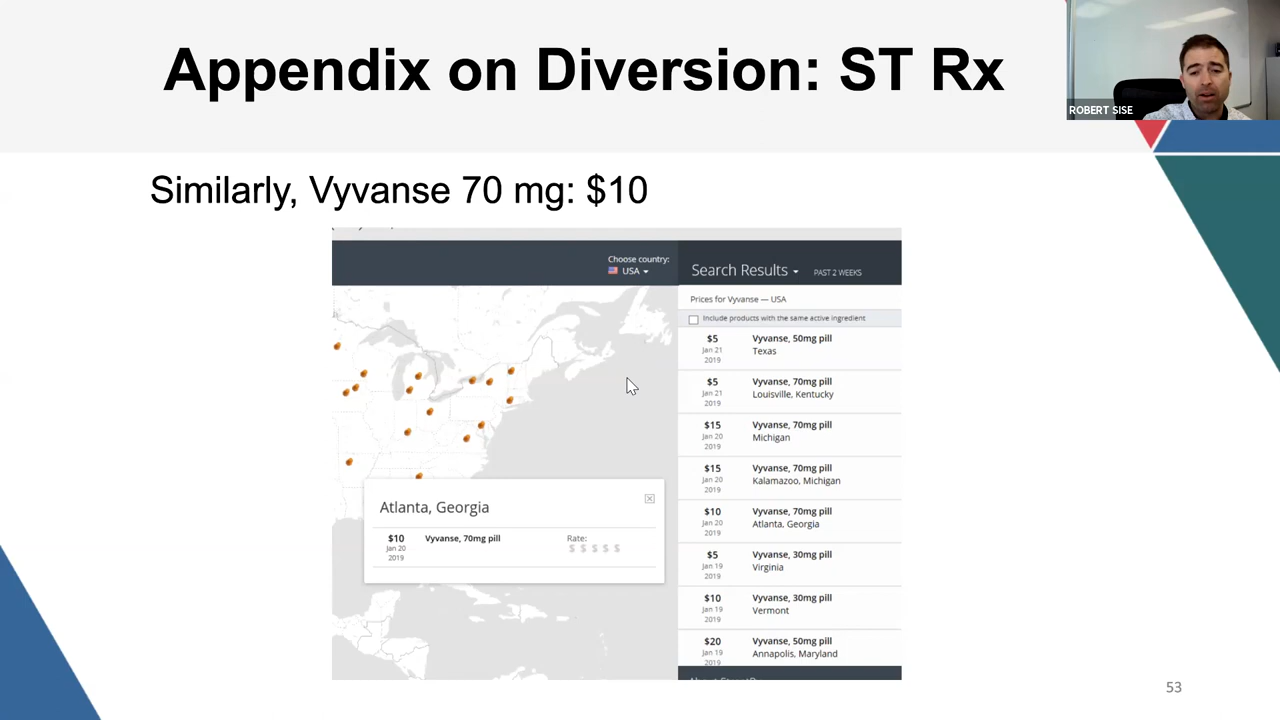 Appendix on Diversion: ST Rx
ROBERT SISE
Similarly, Vyvanse 70 mg: $10
Choose country:
USA
Search Results
PAST 2 WEEKS
Prices for Vyvanse — USA
Include products with the same active ingredient
$5
Jan 21
2019
Vyvanse, 50mg pill
Texas
$5
Jan 21
2019
Vyvanse, 70mg pill
Louisville, Kentucky
$15
Jan 20
2019
Vyvanse, 70mg pill
Michigan
$15
Jan 20
2019
Vyvanse, 70mg pill
Kalamazoo, Michigan
$10
Jan 20
2019
Vyvanse, 70mg pill
Atlanta, Georgia
$5
Jan 19
2019
Vyvanse, 30mg pill
Virginia
$10
Jan 19
2019
Vyvanse, 30mg pill
Vermont
$20
Jan 19
2019
Vyvanse, 50mg pill
Annapolis, Maryland
Atlanta, Georgia
$10
Jan 20
2019
Vyvanse, 70mg pill
Rate:
$ $ $ $ $
53